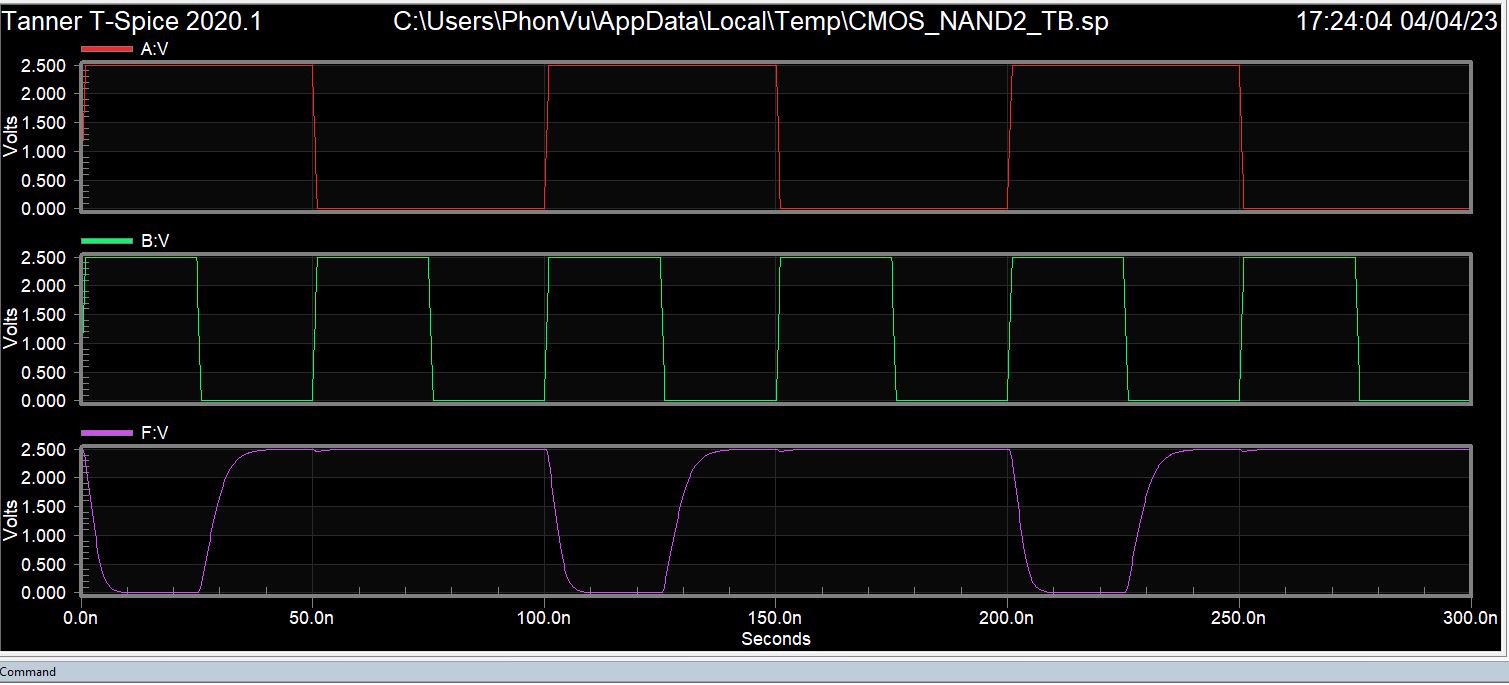 Tanner T-Spice 2020.1 C:\Users\PhonVu\AppData\Local\Temp\CMOS_NAND2_TB.sp 17:24:04 04/04/23
A:V
2.500
2.000
1.500
1.000
0.500
0.000
Volts
B:V
2.500
2.000
1.500
1.000
0.500
0.000
Volts
F:V
2.500
2.000
1.500
1.000
0.500
0.000
Volts
0.0n 50.0n 100.0n 150.0n 200.0n 250.0n 300.0n
Seconds
Command